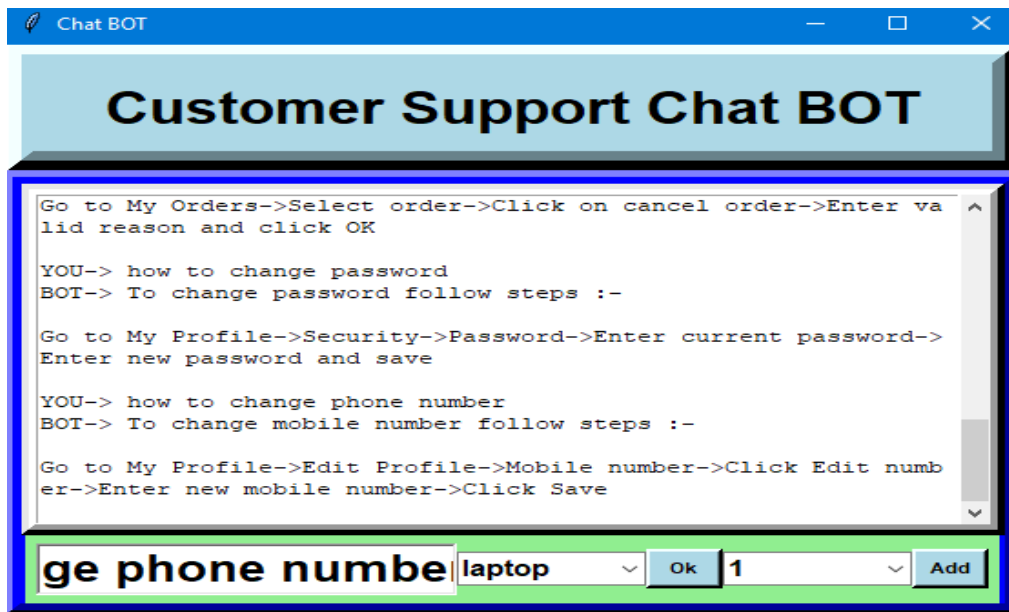 Chat BOT
Customer Support Chat BOT
Go to My Orders->Select order->Click on cancel order->Enter va
lid reason and click OK
YOU-> how to change password
BOT-> To change password follow steps :-
Go to My Profile->Security->Password->Enter current password->
Enter new password and save
YOU-> how to change phone number
BOT-> To change mobile number follow steps :-
Go to My Profile->Edit Profile->Mobile number->Click Edit numb
er->Enter new mobile number->Click Save
ge phone number laptop Ok 1 Add